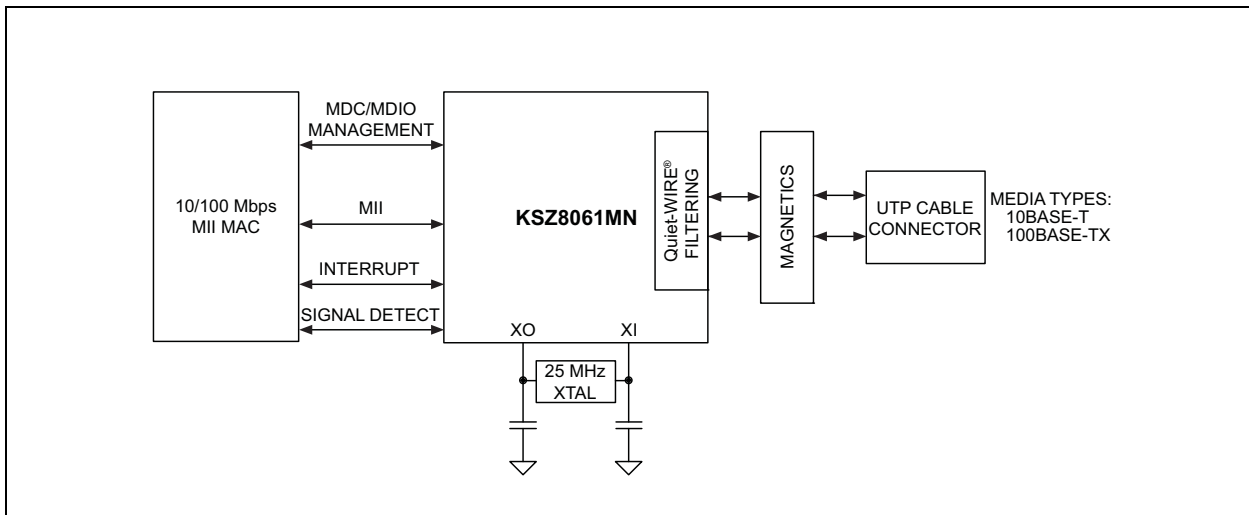 MDC/MDIO
MANAGEMENT
10/100 Mbps
MII MAC
MII
INTERRUPT
SIGNAL DETECT
KSZ8061MN
Quiet-WIRE®
FILTERING
XO
XI
25 MHz
XTAL
MAGNETICS
UTP CABLE
CONNECTOR
MEDIA TYPES:
10BASE-T
100BASE-TX